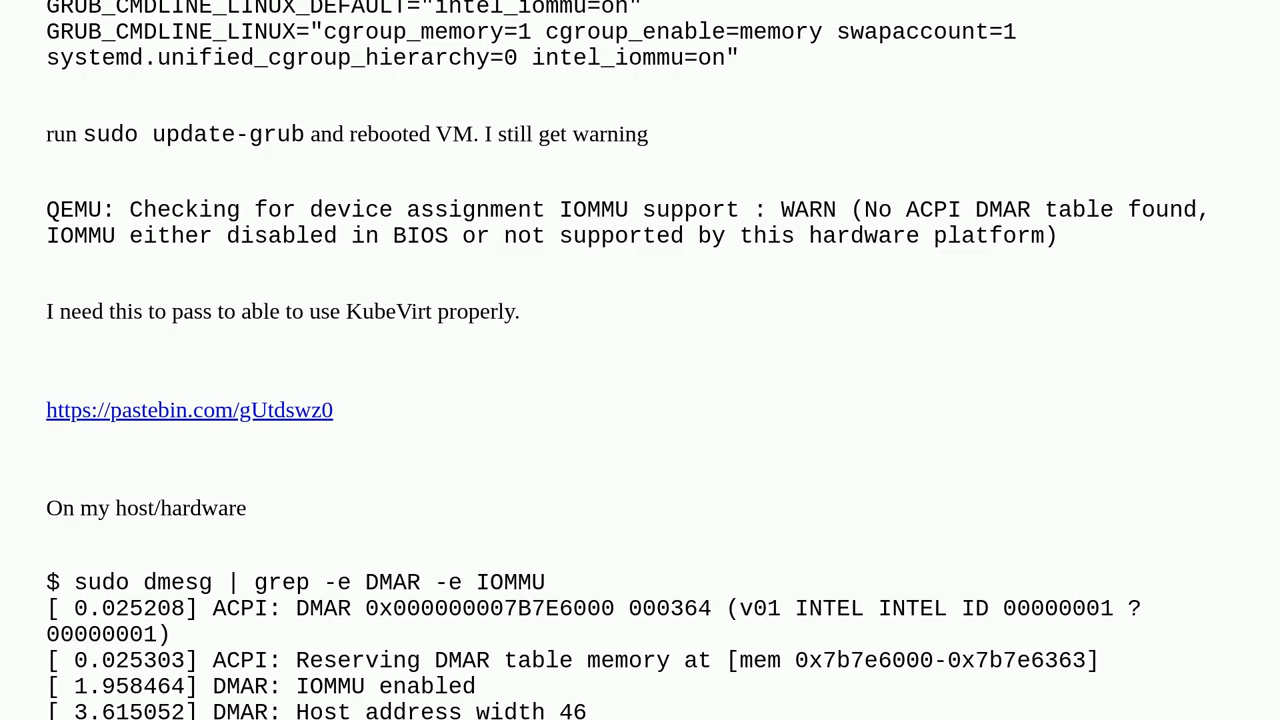 GRUB_CMDLINE_LINUX_DEFAULT="intel_iommu=on"
GRUB_CMDLINE_LINUX="cgroup_memory=1 cgroup_enable=memory swapaccount=1
systemd.unified_cgroup_hierarchy=0 intel_iommu=on"
run sudo update-grub and rebooted VM. I still get warning
QEMU: Checking for device assignment IOMMU support : WARN (No ACPI DMAR table found,
IOMMU either disabled in BIOS or not supported by this hardware platform)
I need this to pass to able to use KubeVirt properly.
https://pastebin.com/gUtdswz0
On my host/hardware
$ sudo dmesg | grep -e DMAR -e IOMMU
[ 0.025208] ACPI: DMAR 0x000000007B7E6000 000364 (v01 INTEL INTEL ID 00000001 ?
00000001)
[ 0.025303] ACPI: Reserving DMAR table memory at [mem 0x7b7e6000-0x7b7e6363]
[ 1.958464] DMAR: IOMMU enabled
[ 3.615052] DMAR: Host address width 46